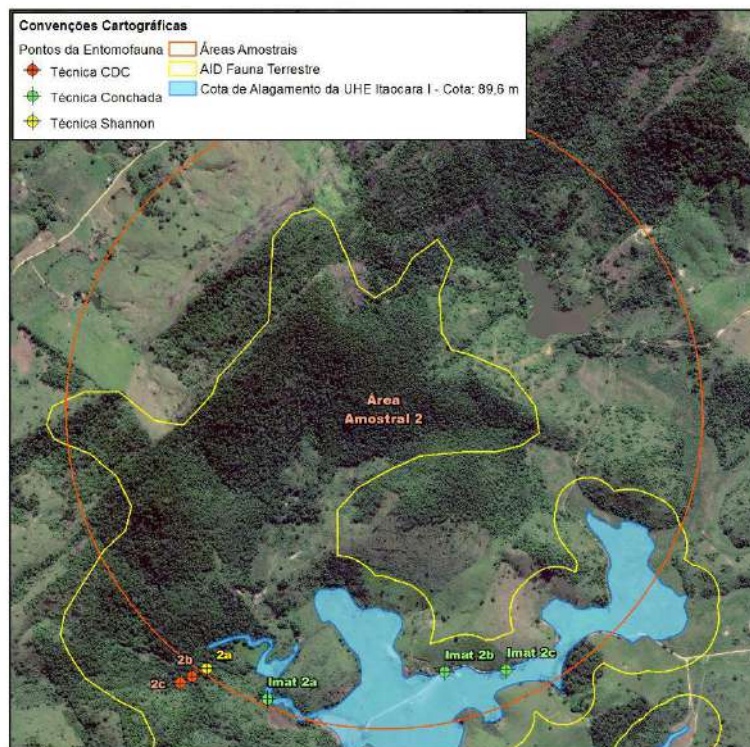 Convenções Cartográficas
Pontos da Entomofauna
Técnica CDC
Técnica Conchada
Técnica Shannon
Áreas Amostrais
AID Fauna Terrestre
Cota de Alagamento da UHE Itaocara I - Cota: 89,6 m
Área
Amostral 2
2a
2b
2c
Imat 2a
Imat 2b
Imat 2c